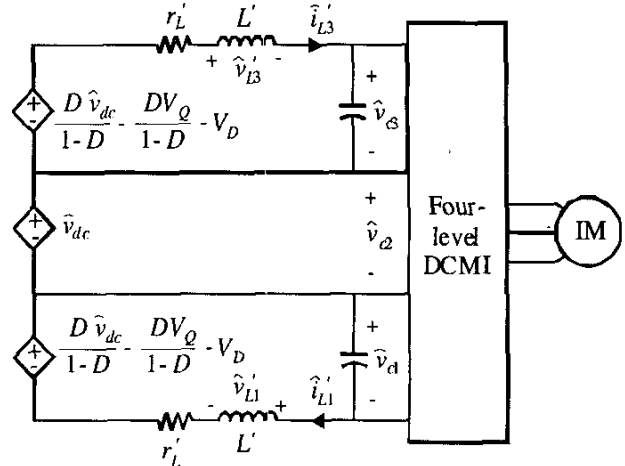 r_L' L' î_L3'
+ v̂_L3' -
+ - D v̂_dc / 1-D - DV_Q / 1-D - V_D
+ v̂_c3 -
+ - v̂_dc
+ v̂_c2 -
Four-
level
DCMI
IM
+ - D v̂_dc / 1-D - DV_Q / 1-D - V_D
+ v̂_c1 -
- v̂_L1' + î_L1'
r_L' L'